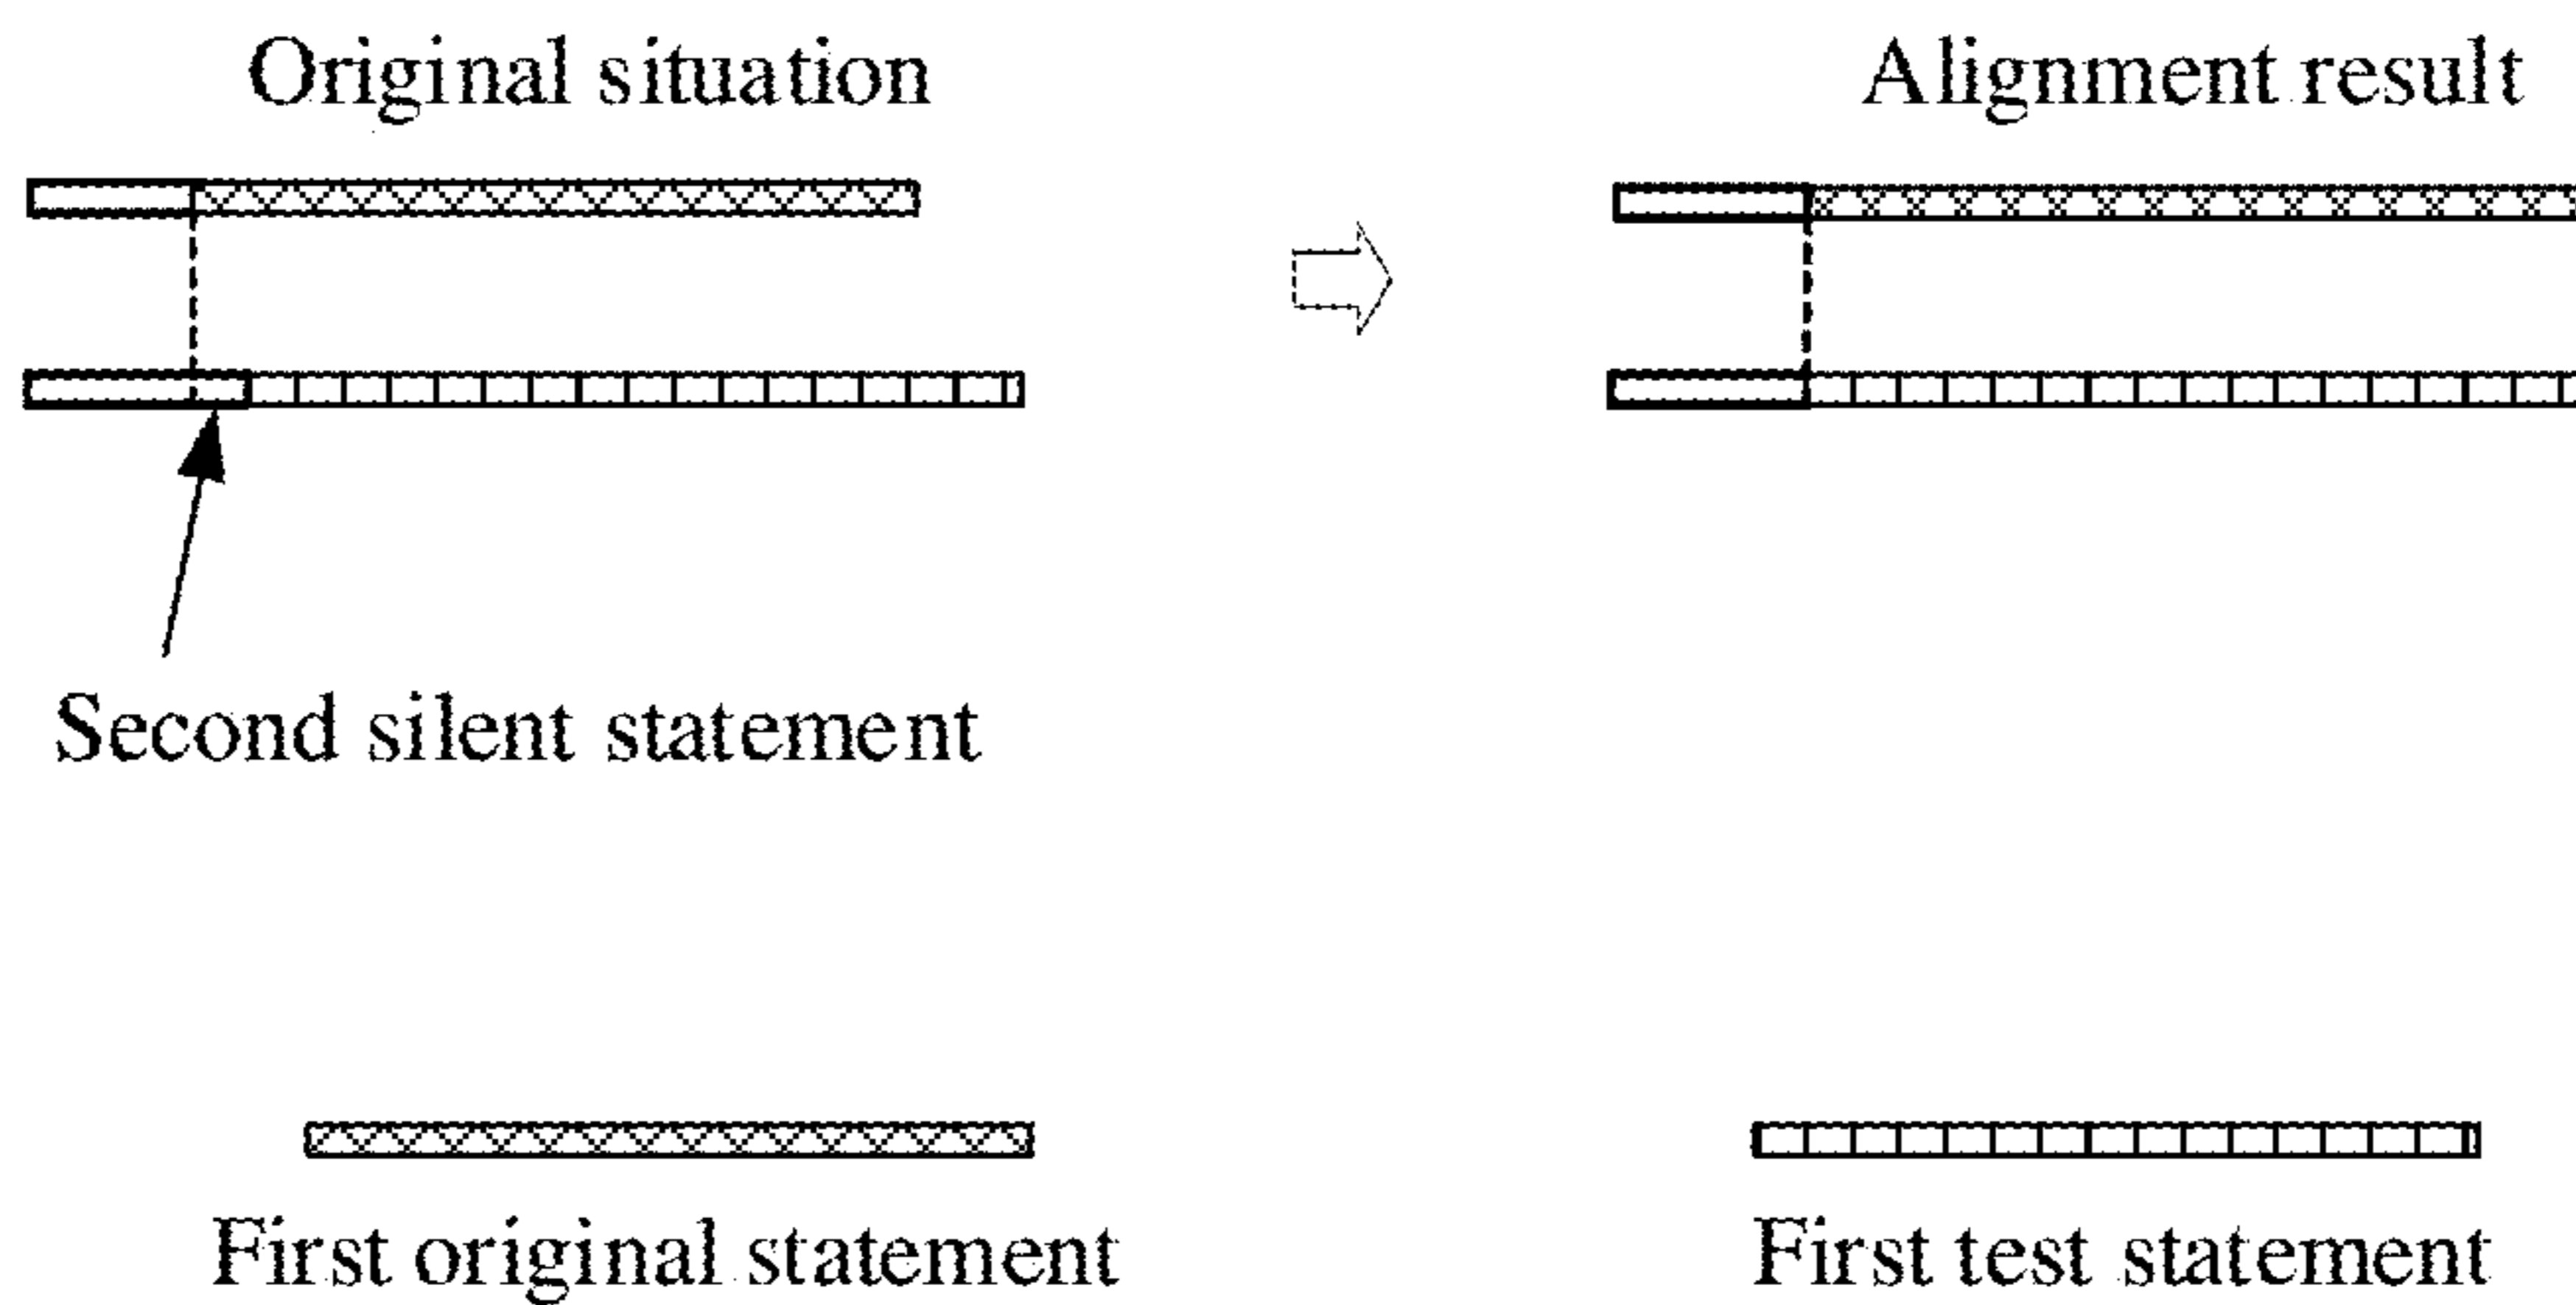 Original situation
Alignment result
Second silent statement
First original statement
First test statement